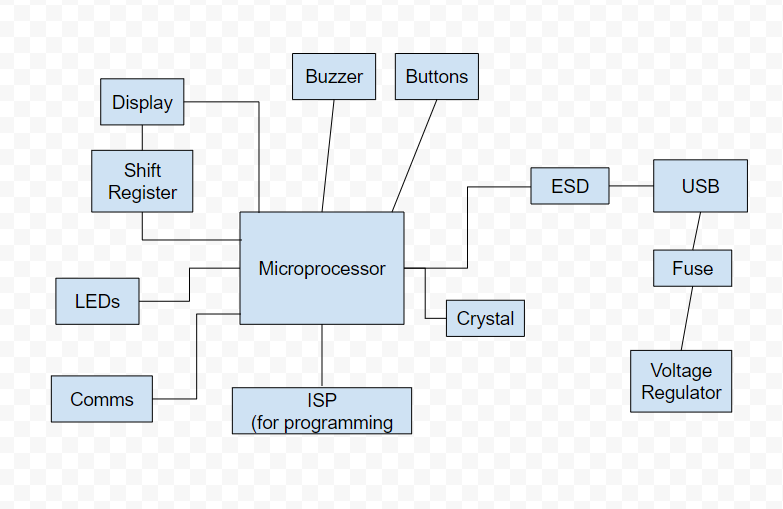 Buzzer
Buttons
Display
Shift
Register
ESD
USB
Microprocessor
Fuse
LEDs
Crystal
Voltage
Regulator
Comms
ISP
(for programming